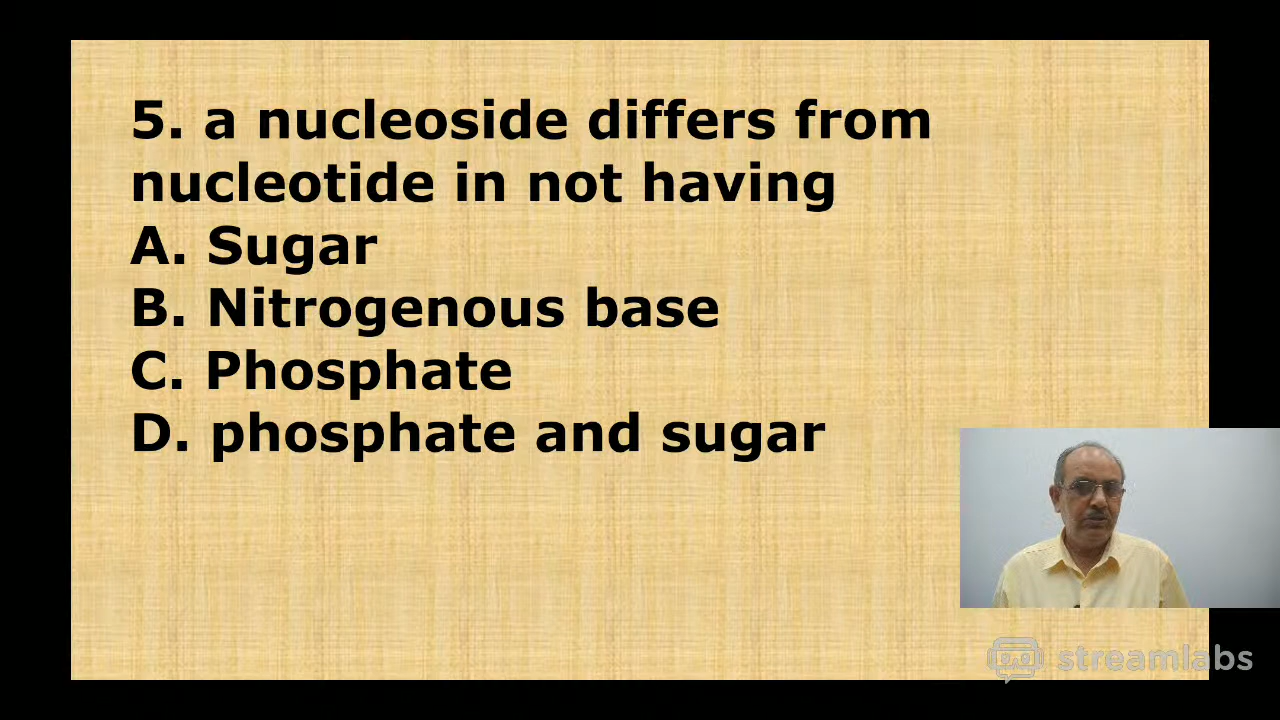 5. a nucleoside differs from
nucleotide in not having
A. Sugar
B. Nitrogenous base
C. Phosphate
D. phosphate and sugar
streamlabs